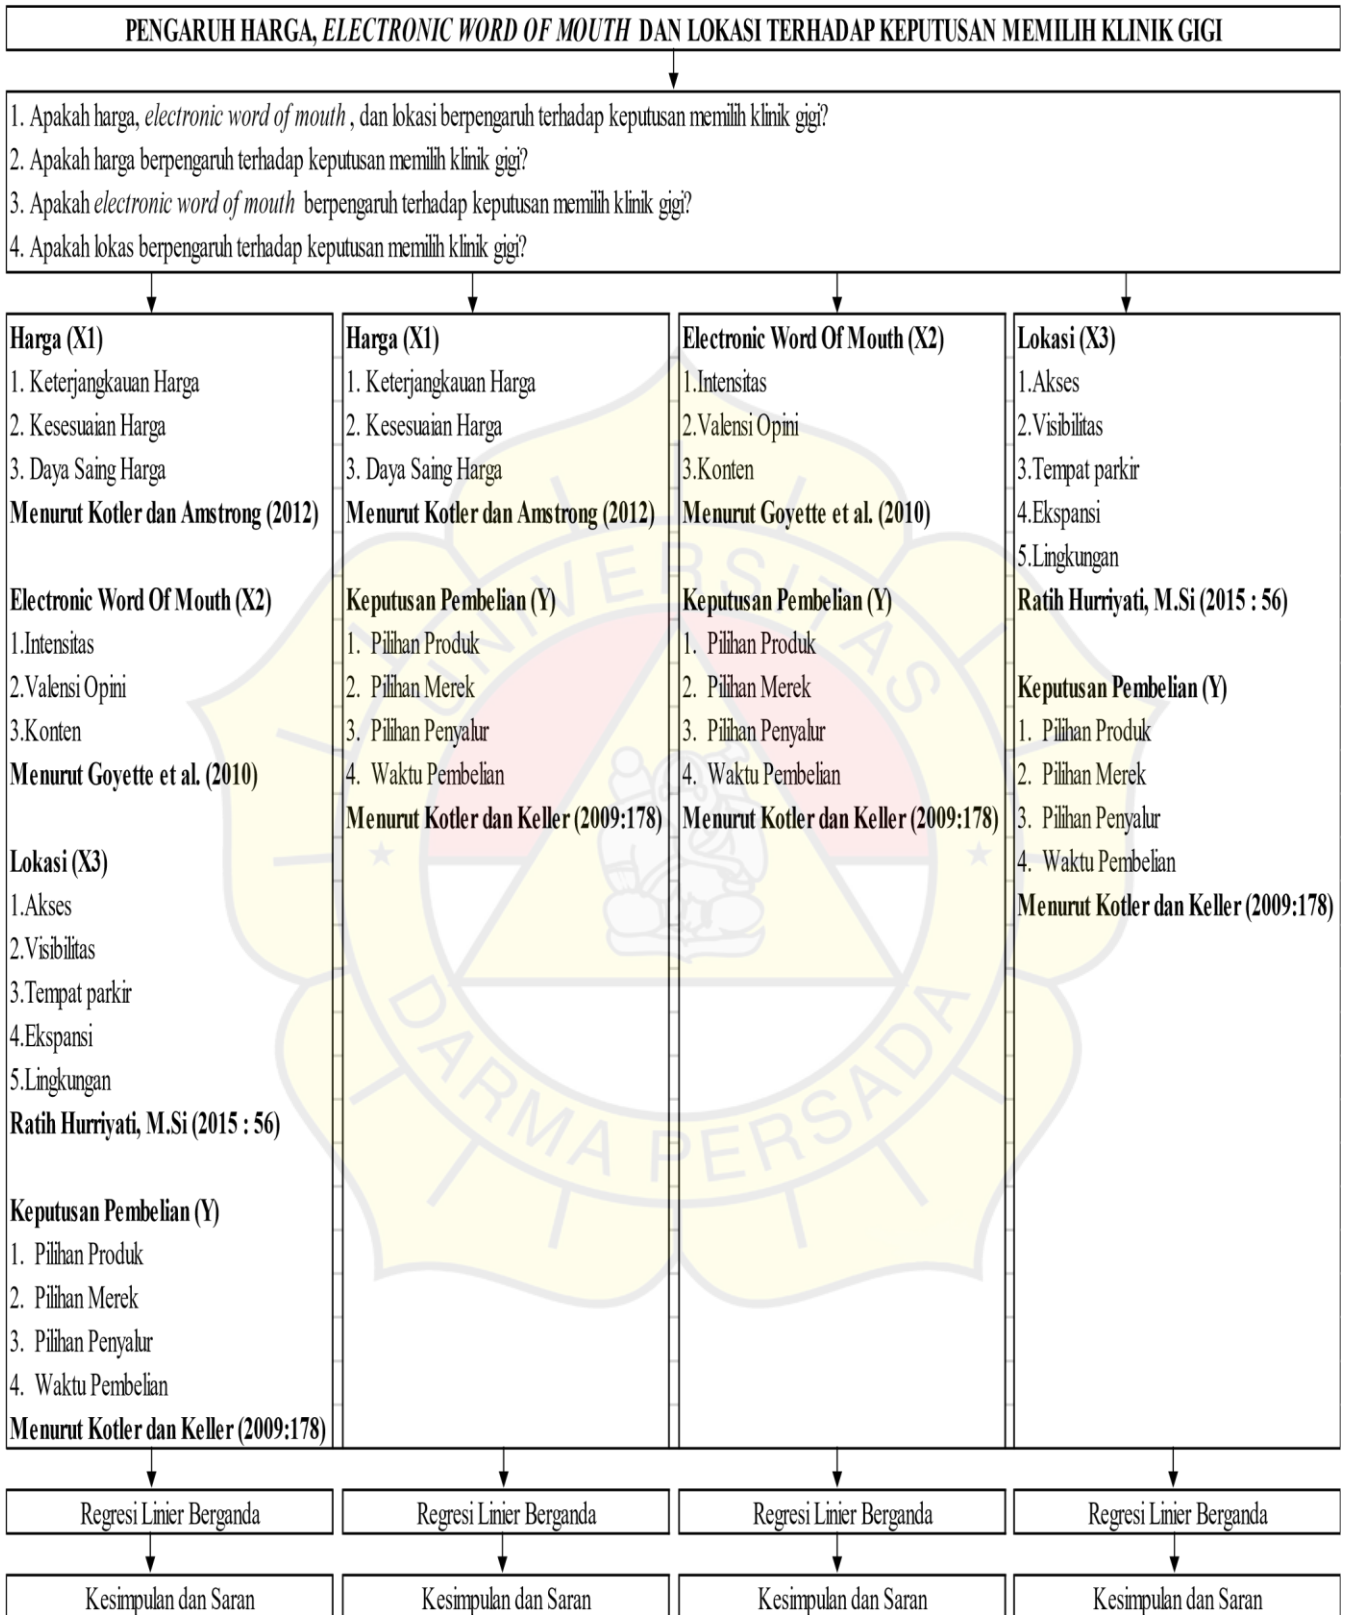 PENGARUH HARGA, ELECTRONIC WORD OF MOUTH DAN LOKASI TERHADAP KEPUTUSAN MEMILIH KLINIK GIGI
1. Apakah harga, electronic word of mouth , dan lokasi berpengaruh terhadap keputusan memilih klinik gigi?
2. Apakah harga berpengaruh terhadap keputusan memilih klinik gigi?
3. Apakah electronic word of mouth berpengaruh terhadap keputusan memilih klinik gigi?
4. Apakah lokas berpengaruh terhadap keputusan memilih klinik gigi?
Harga (X1)
1. Keterjangkauan Harga
2. Kesesuaian Harga
3. Daya Saing Harga
Menurut Kotler dan Amstrong (2012)
Electronic Word Of Mouth (X2)
1.Intensitas
2.Valensi Opini
3.Konten
Menurut Goyette et al. (2010)
Lokasi (X3)
1.Akses
2.Visibilitas
3.Tempat parkir
4.Ekspansi
5.Lingkungan
Ratih Hurriyati, M.Si (2015 : 56)
Keputusan Pembelian (Y)
1. Pilihan Produk
2. Pilihan Merek
3. Pilihan Penyalur
4. Waktu Pembelian
Menurut Kotler dan Keller (2009:178)
Harga (X1)
1. Keterjangkauan Harga
2. Kesesuaian Harga
3. Daya Saing Harga
Menurut Kotler dan Amstrong (2012)
Keputusan Pembelian (Y)
1. Pilihan Produk
2. Pilihan Merek
3. Pilihan Penyalur
4. Waktu Pembelian
Menurut Kotler dan Keller (2009:178)
Electronic Word Of Mouth (X2)
1.Intensitas
2.Valensi Opini
3.Konten
Menurut Goyette et al. (2010)
Keputusan Pembelian (Y)
1. Pilihan Produk
2. Pilihan Merek
3. Pilihan Penyalur
4. Waktu Pembelian
Menurut Kotler dan Keller (2009:178)
Lokasi (X3)
1.Akses
2.Visibilitas
3.Tempat parkir
4.Ekspansi
5.Lingkungan
Ratih Hurriyati, M.Si (2015 : 56)
Keputusan Pembelian (Y)
1. Pilihan Produk
2. Pilihan Merek
3. Pilihan Penyalur
4. Waktu Pembelian
Menurut Kotler dan Keller (2009:178)
Regresi Linier Berganda
Regresi Linier Berganda
Regresi Linier Berganda
Regresi Linier Berganda
Kesimpulan dan Saran
Kesimpulan dan Saran
Kesimpulan dan Saran
Kesimpulan dan Saran
UNIVERSITAS
DARMA PERSADA